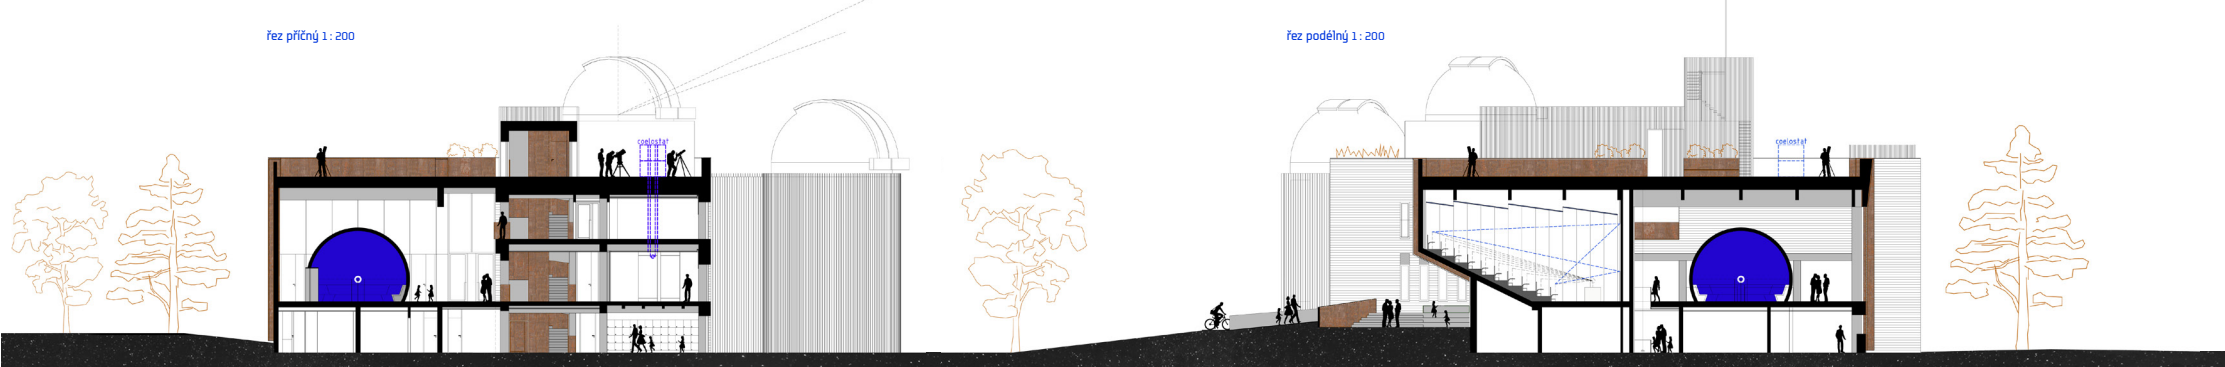 řez příčný 1 : 200
řez podélný 1 : 200
coelostat
coelostat